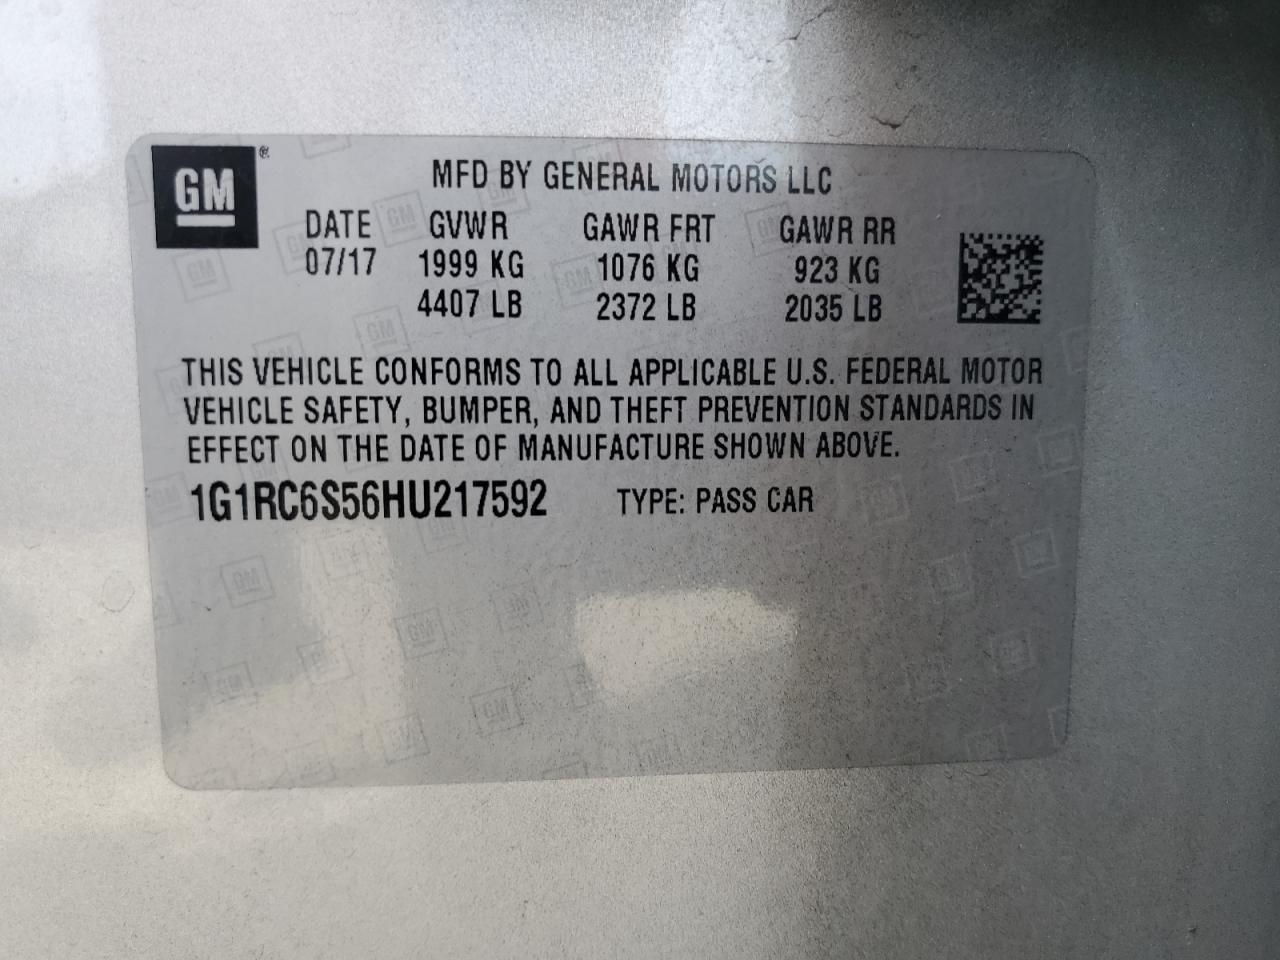 GM®
MFD BY GENERAL MOTORS LLC
DATE GVWR GAWR FRT GAWR RR
07/17 1999 KG 1076 KG 923 KG
4407 LB 2372 LB 2035 LB
THIS VEHICLE CONFORMS TO ALL APPLICABLE U.S. FEDERAL MOTOR
VEHICLE SAFETY, BUMPER, AND THEFT PREVENTION STANDARDS IN
EFFECT ON THE DATE OF MANUFACTURE SHOWN ABOVE.
1G1RC6S56HU217592 TYPE: PASS CAR